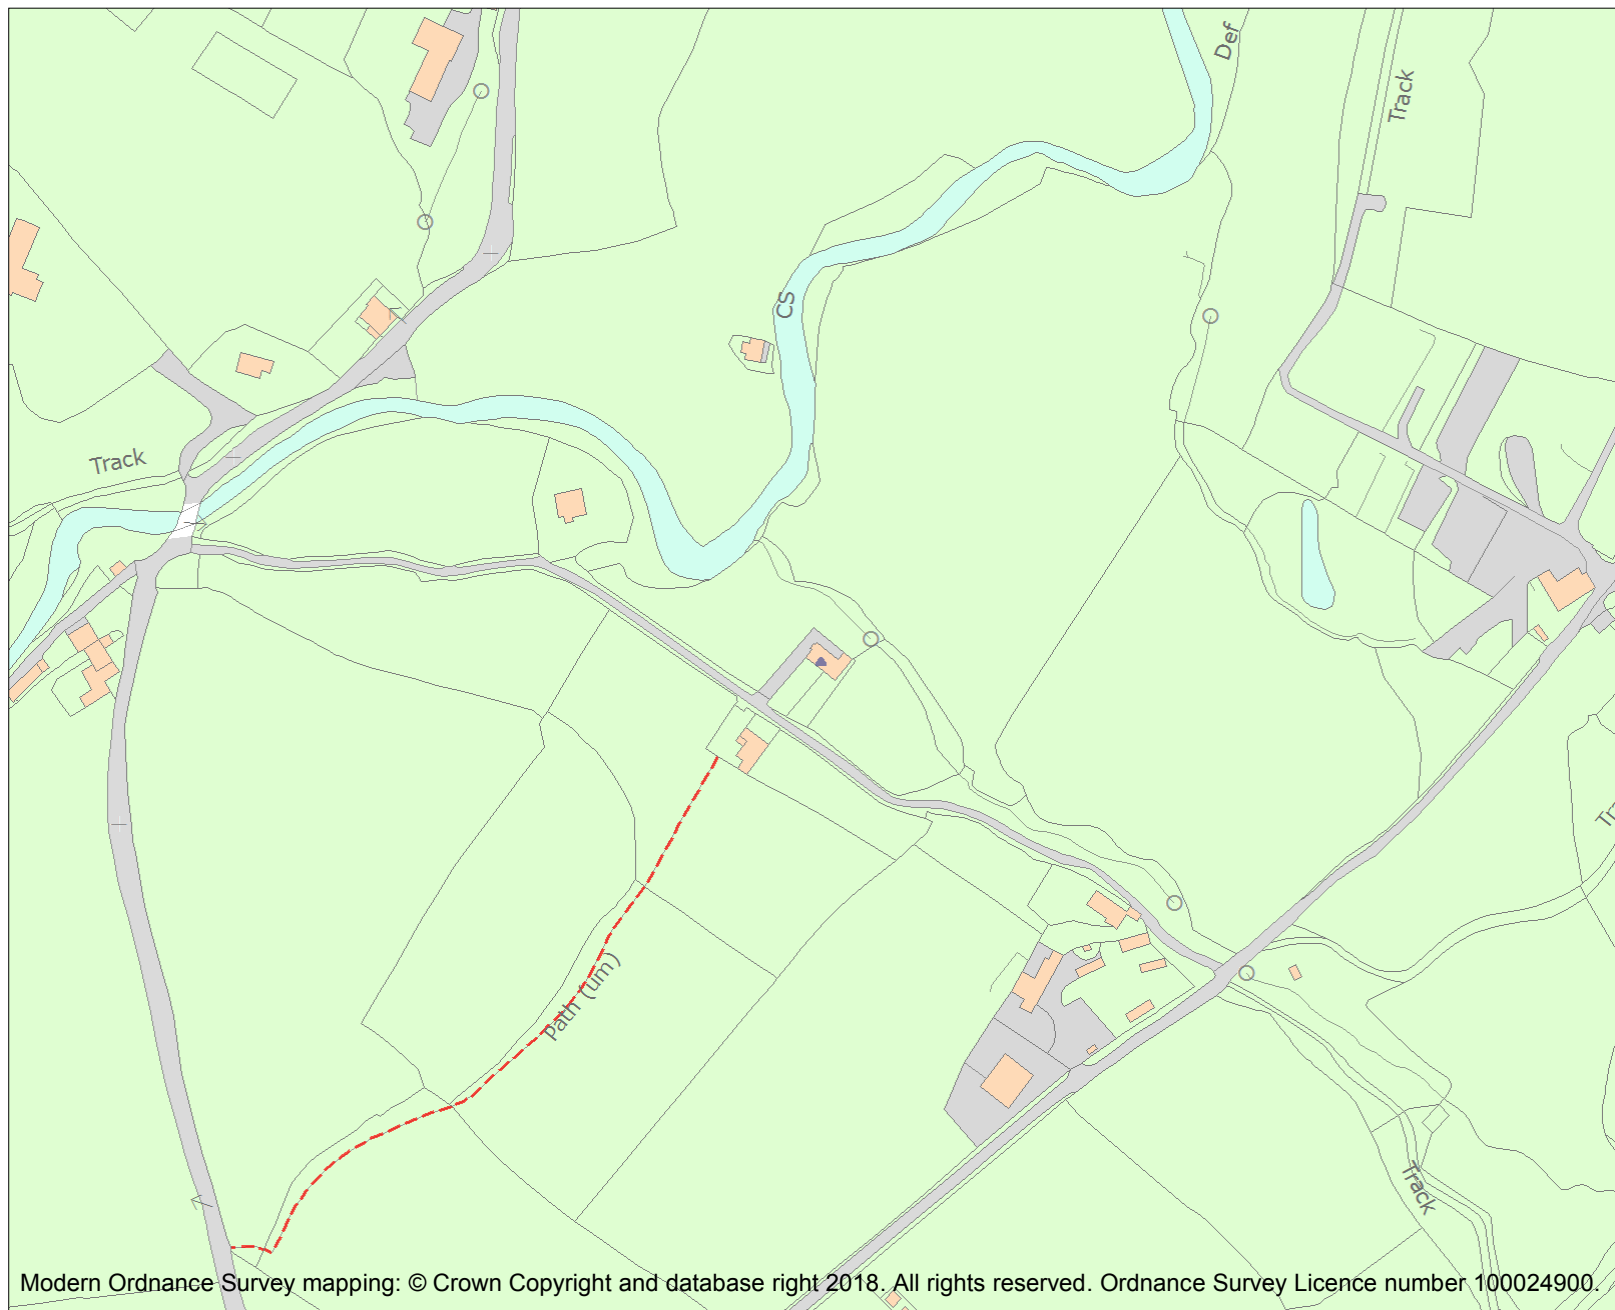 Def
Track
CS
Track
Path (um)
Track
Modern Ordnance Survey mapping: © Crown Copyright and database right 2018. All rights reserved. Ordnance Survey Licence number 100024900.